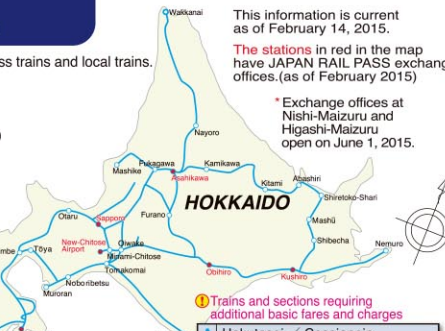 This information is current
as of February 14, 2015.
ss trains and local trains.
The stations in red in the map
have JAPAN RAIL PASS exchang
offices.(as of February 2015)
* Exchange offices at
Nishi-Maizuru and
Higashi-Maizuru
open on June 1, 2015.
Wakkanai
Nayoro
Mashike
Fukagawa
Kamikawa
Asahikawa
Kitami
Abashiri
Shiretoko-Shari
HOKKAIDO
Otaru
Sapporo
Furano
Mashū
Shibecha
Nemuro
mbe
Tōya
New-Chitose
Airport
Oiwake
Minami-Chitose
Tomakomai
Noboribetsu
Muroran
Obihiro
Kushiro
! Trains and sections requiring
additional basic fares and charges